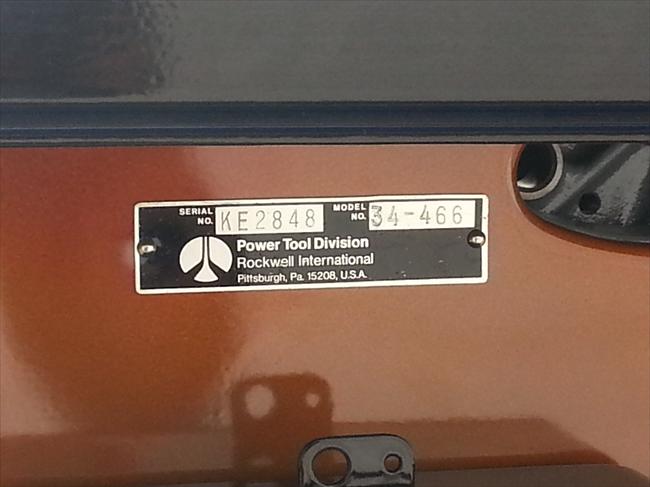 SERIAL NO. KE2848 MODEL NO. 34-466
Power Tool Division
Rockwell International
Pittsburgh, Pa. 15208, U.S.A.